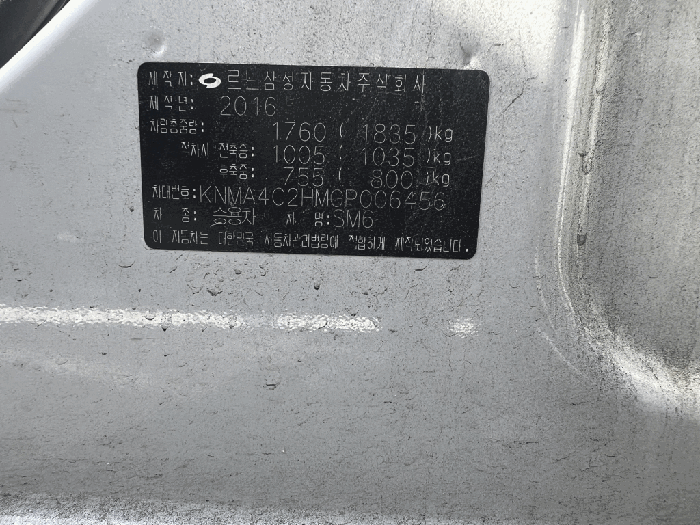 제작자: 르노삼성자동차주식회사
제작년: 2016
차량총중량: 1760( 1835)kg
적차시 전축중: 1005( 1035)kg
후축중: 755( 800)kg
차대번호: KNMA4C2HMGP006456
차 종: 승용차 차 명: SM6
이 자동차는 대한민국 자동차관리법령에 적합하게 제작되었습니다.